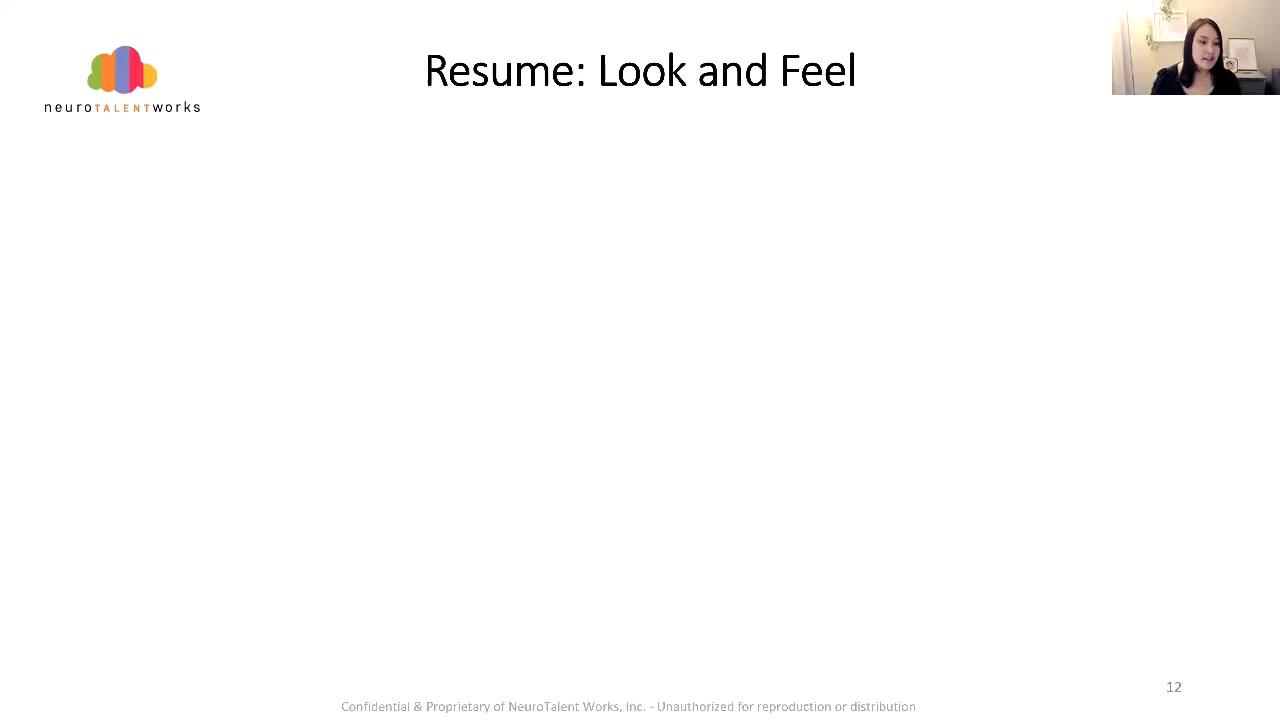 neuroTALENTworks
Resume: Look and Feel
12
Confidential & Proprietary of NeuroTalent Works, Inc. - Unauthorized for reproduction or distribution